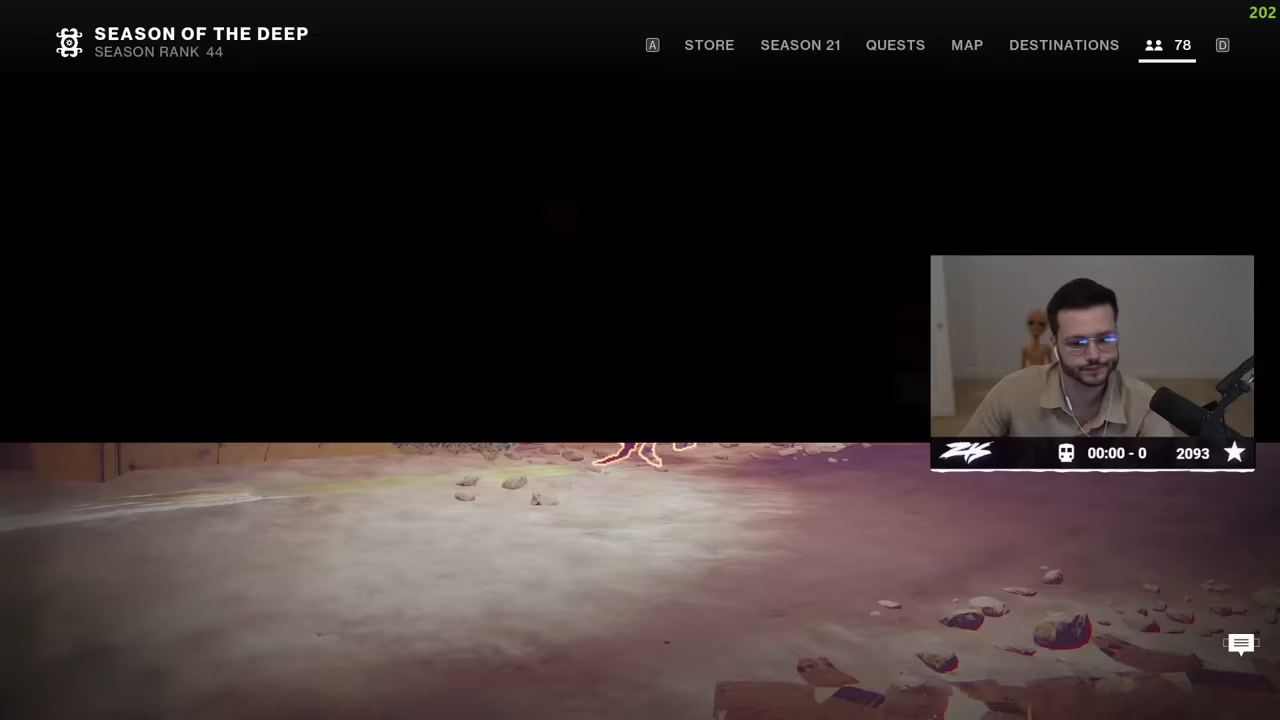 202
SEASON OF THE DEEP
SEASON RANK 44
A STORE SEASON 21 QUESTS MAP DESTINATIONS 78 D
00:00 - 0 2093